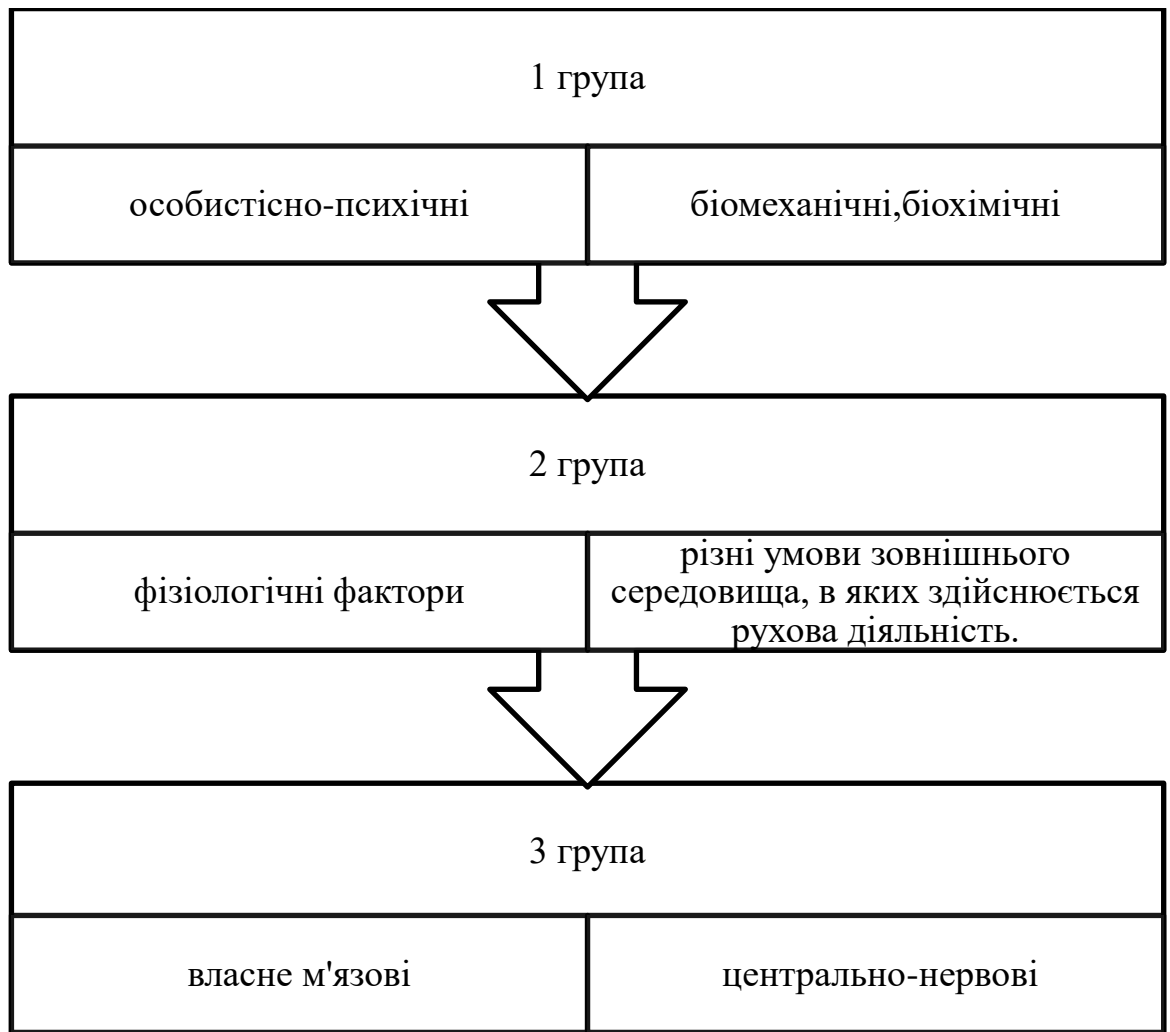 1 група
особистісно-психічні
біомеханічні,біохімічні
2 група
фізіологічні фактори
різні умови зовнішнього
середовища, в яких здійснюється
рухова діяльність.
3 група
власне м'язові
центрально-нервові